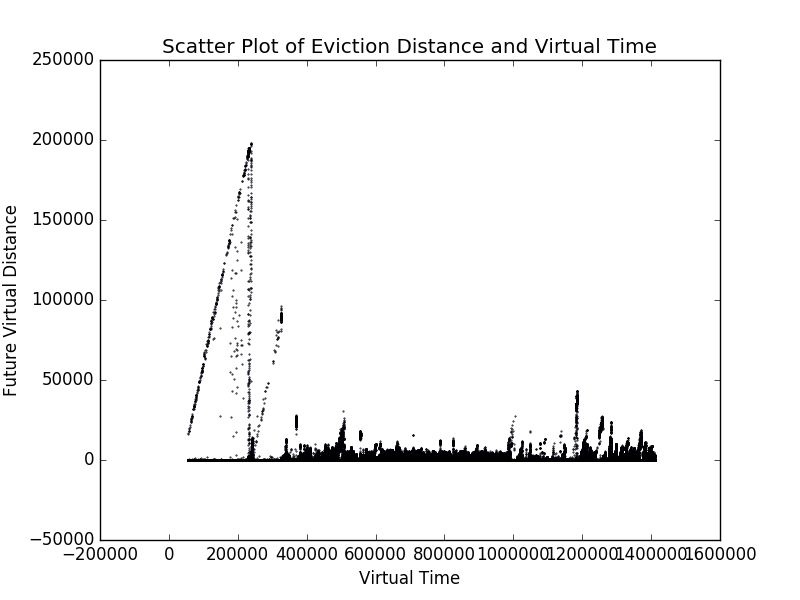 Scatter Plot of Eviction Distance and Virtual Time
250000
200000
150000
100000
50000
0
−50000
Future Virtual Distance
−200000 0 200000 400000 600000 800000 1000000 1200000 1400000 1600000
Virtual Time